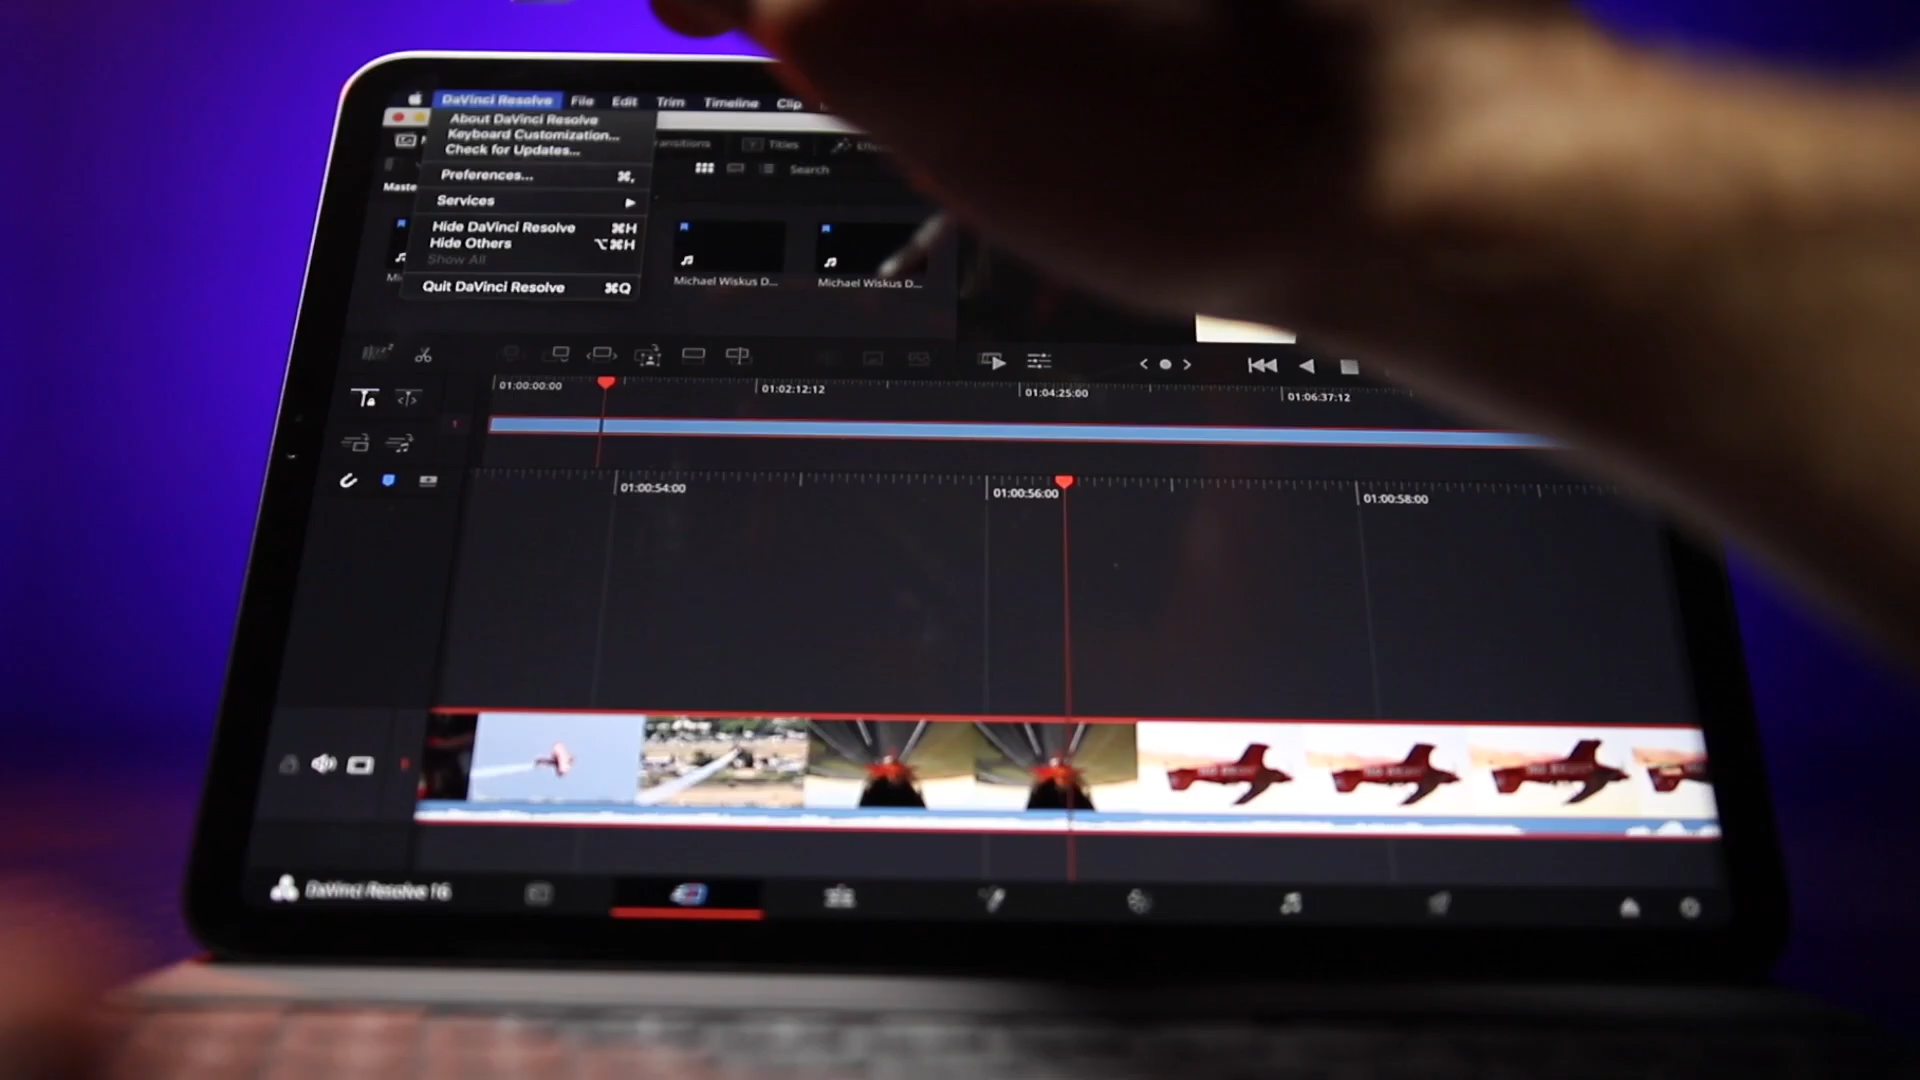 DaVinci Resolve File Edit Trim Timeline Clip
About DaVinci Resolve
Keyboard Customization...
Check for Updates...
Titles
Search
Preferences... ⌘,
Services ▶
Maste
Hide DaVinci Resolve ⌘H
Hide Others ⌥⌘H
Show All
Quit DaVinci Resolve ⌘Q
Michael Wiskus D... Michael Wiskus D...
01:00:00:00 01:02:12:12 01:04:25:00 01:06:37:12
01:00:54:00 01:00:56:00 01:00:58:00
DaVinci Resolve 16